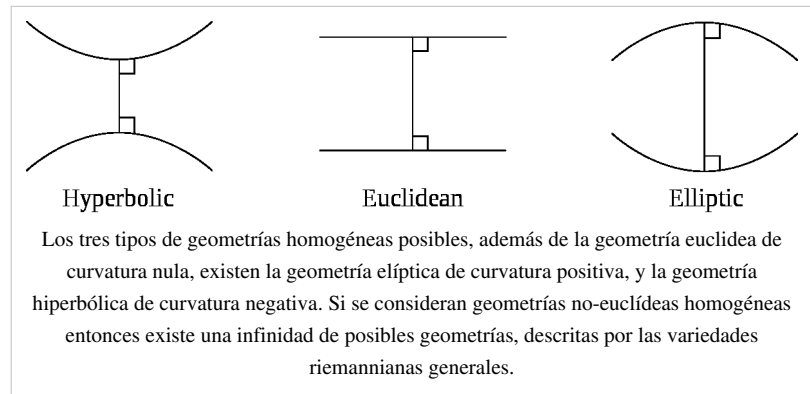 Hyperbolic
Euclidean
Elliptic
Los tres tipos de geometrías homogéneas posibles, además de la geometría euclidea de
curvatura nula, existen la geometría elíptica de curvatura positiva, y la geometría
hiperbólica de curvatura negativa. Si se consideran geometrías no-euclídeas homogéneas
entonces existe una infinidad de posibles geometrías, descritas por las variedades
riemannianas generales.